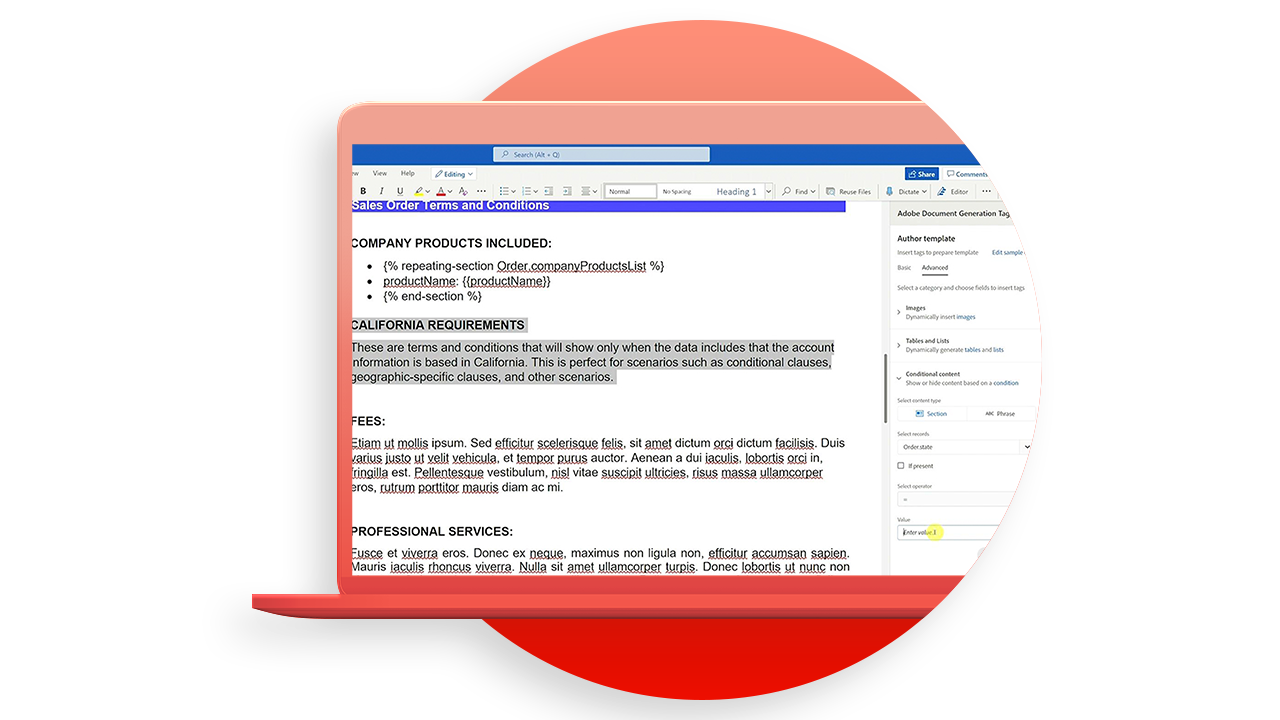 Search (Alt + Q)
View Help Editing Share Comments
B I U A Normal No Spacing Heading 1 Find Reuse Files Dictate Editor
Sales Order Terms and Conditions
COMPANY PRODUCTS INCLUDED:
{% repeating-section Order.companyProductsList %}
productName: {{productName}}
{% end-section %}
CALIFORNIA REQUIREMENTS
These are terms and conditions that will show only when the data includes that the account
information is based in California. This is perfect for scenarios such as conditional clauses,
geographic-specific clauses, and other scenarios.
FEES:
Etiam ut mollis ipsum. Sed efficitur scelerisque felis, sit amet dictum orci dictum facilisis. Duis
varius justo ut velit vehicula, et tempor purus auctor. Aenean a dui iaculis, lobortis orci in,
fringilla est. Pellentesque vestibulum, nisl vitae suscipit ultricies, risus massa ullamcorper
eros, rutrum porttitor mauris diam ac mi.
PROFESSIONAL SERVICES:
Fusce et viverra eros. Donec ex neque, maximus non ligula non, efficitur accumsan sapien.
Mauris iaculis rhoncus viverra. Nulla sit amet ullamcorper turpis. Donec lobortis ut nunc non
Adobe Document Generation Tag
Author template
Insert tags to prepare template Edit sample
Basic Advanced
Select a category and choose fields to insert tags
Images
Dynamically insert images
Tables and Lists
Dynamically generate tables and lists
Conditional content
Show or hide content based on a condition
Select content type
Section ABC Phrase
Select records
Order.state
If present
Select operator
=
Value
Enter value